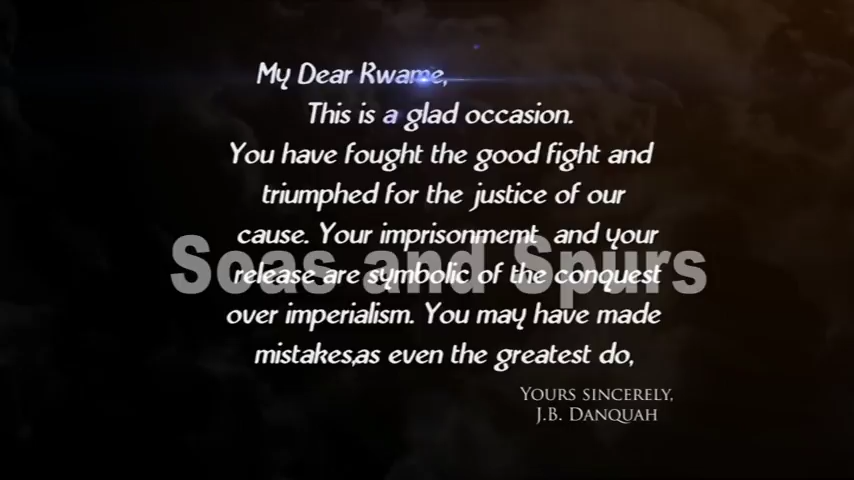 My Dear Kwame,
This is a glad occasion.
You have fought the good fight and
triumphed for the justice of our
cause. Your imprisonmemt and your
Soas and Spurs
release are symbolic of the conquest
over imperialism. You may have made
mistakes,as even the greatest do,
Yours sincerely,
J.B. Danquah